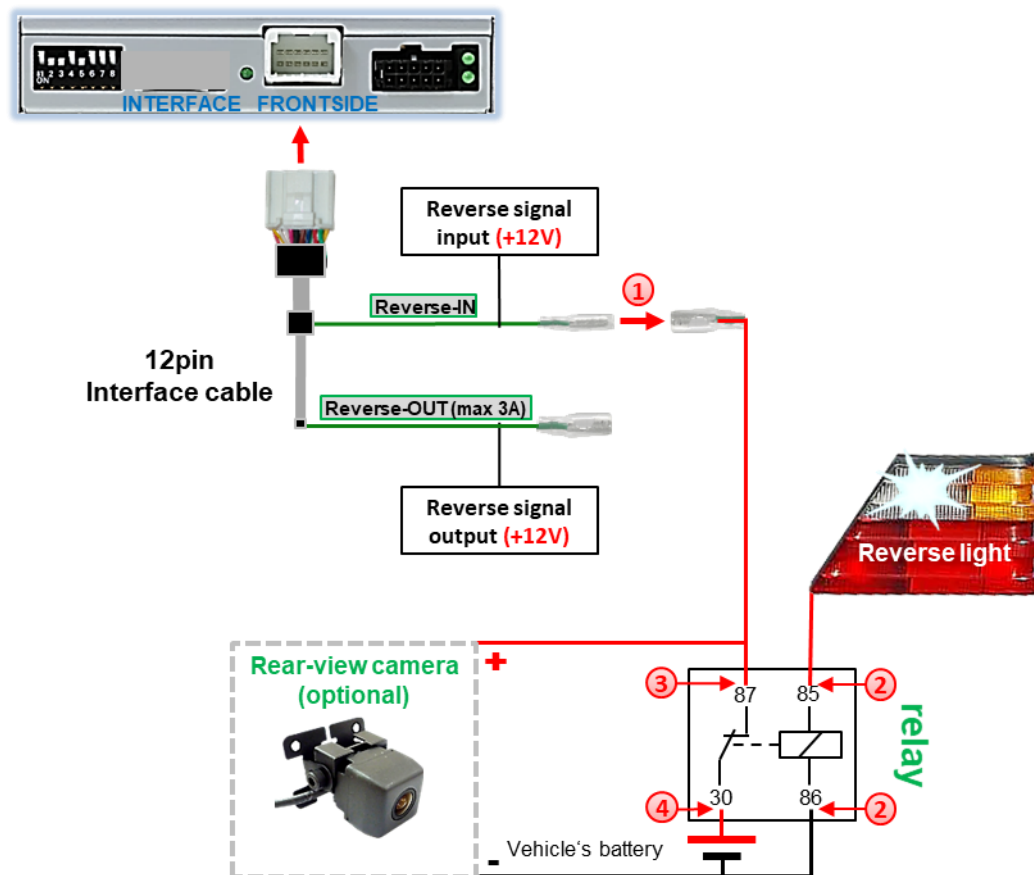 1 2 3 4 5 6 7 8
ON
INTERFACE FRONTSIDE
Reverse signal
input (+12V)
1
Reverse-IN
12pin
Interface cable
Reverse-OUT (max 3A)
Reverse signal
output (+12V)
Reverse light
Rear-view camera
(optional)
+
3
87
85
2
relay
4
30
86
2
- Vehicle‘s battery